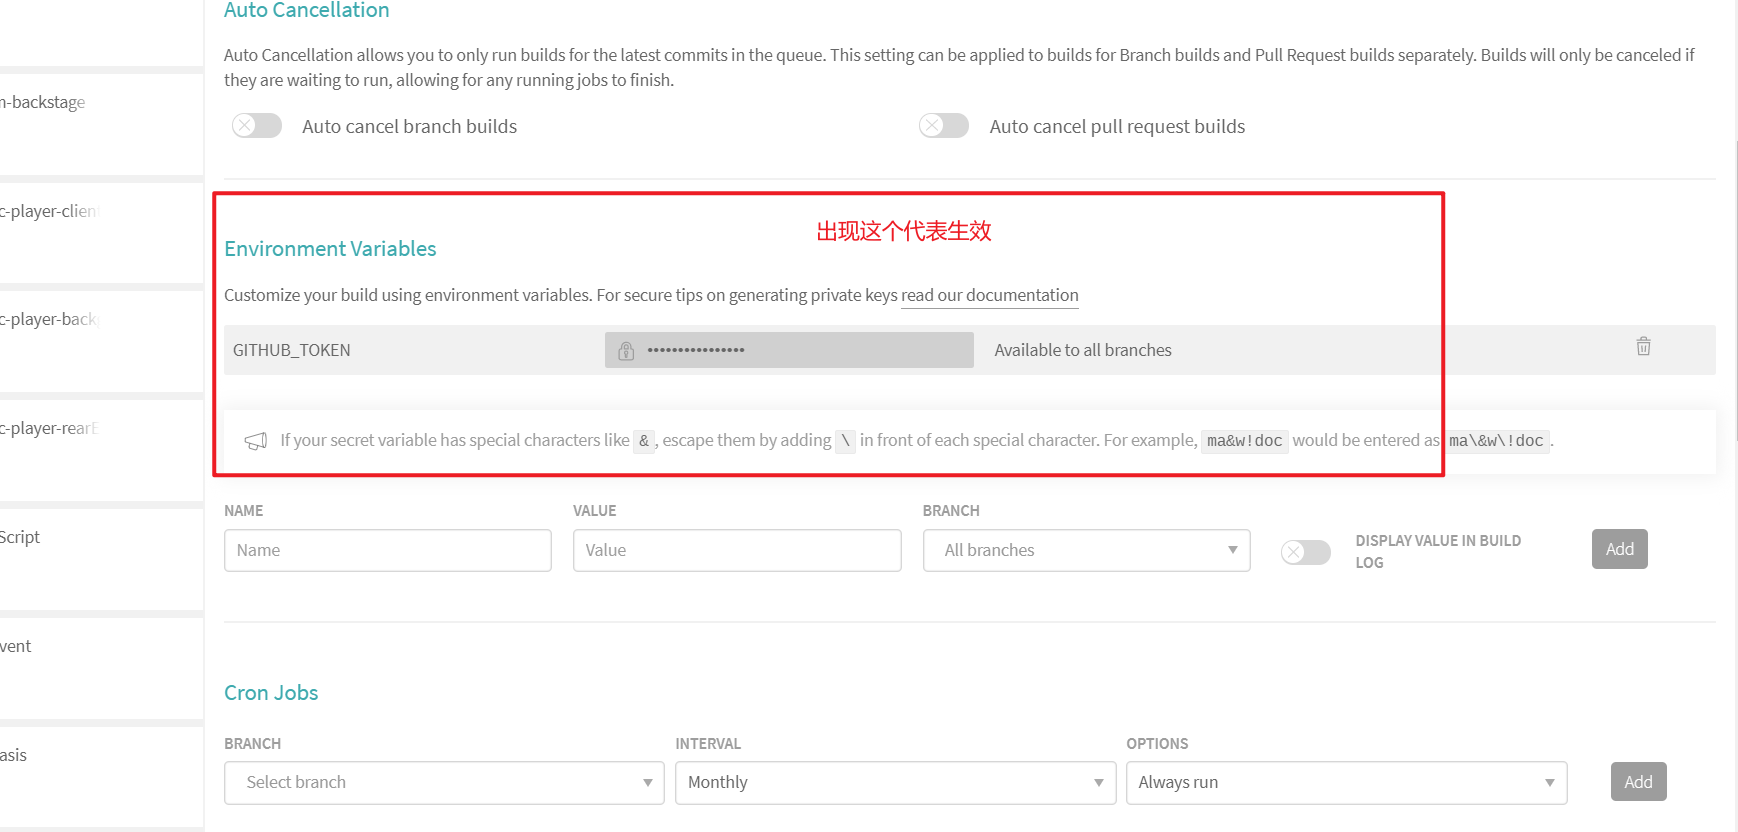 Auto Cancellation
Auto Cancellation allows you to only run builds for the latest commits in the queue. This setting can be applied to builds for Branch builds and Pull Request builds separately. Builds will only be canceled if
they are waiting to run, allowing for any running jobs to finish.
n-backstage
Auto cancel branch builds
Auto cancel pull request builds
c-player-client
出现这个代表生效
Environment Variables
Customize your build using environment variables. For secure tips on generating private keys read our documentation
c-player-back
GITHUB_TOKEN
••••••••••••••••
Available to all branches
c-player-rearE
If your secret variable has special characters like &, escape them by adding \ in front of each special character. For example, ma&w!doc would be entered as ma\&w\!doc.
NAME
VALUE
BRANCH
Script
Name
Value
All branches
DISPLAY VALUE IN BUILD
LOG
Add
vent
Cron Jobs
asis
BRANCH
INTERVAL
OPTIONS
Select branch
Monthly
Always run
Add